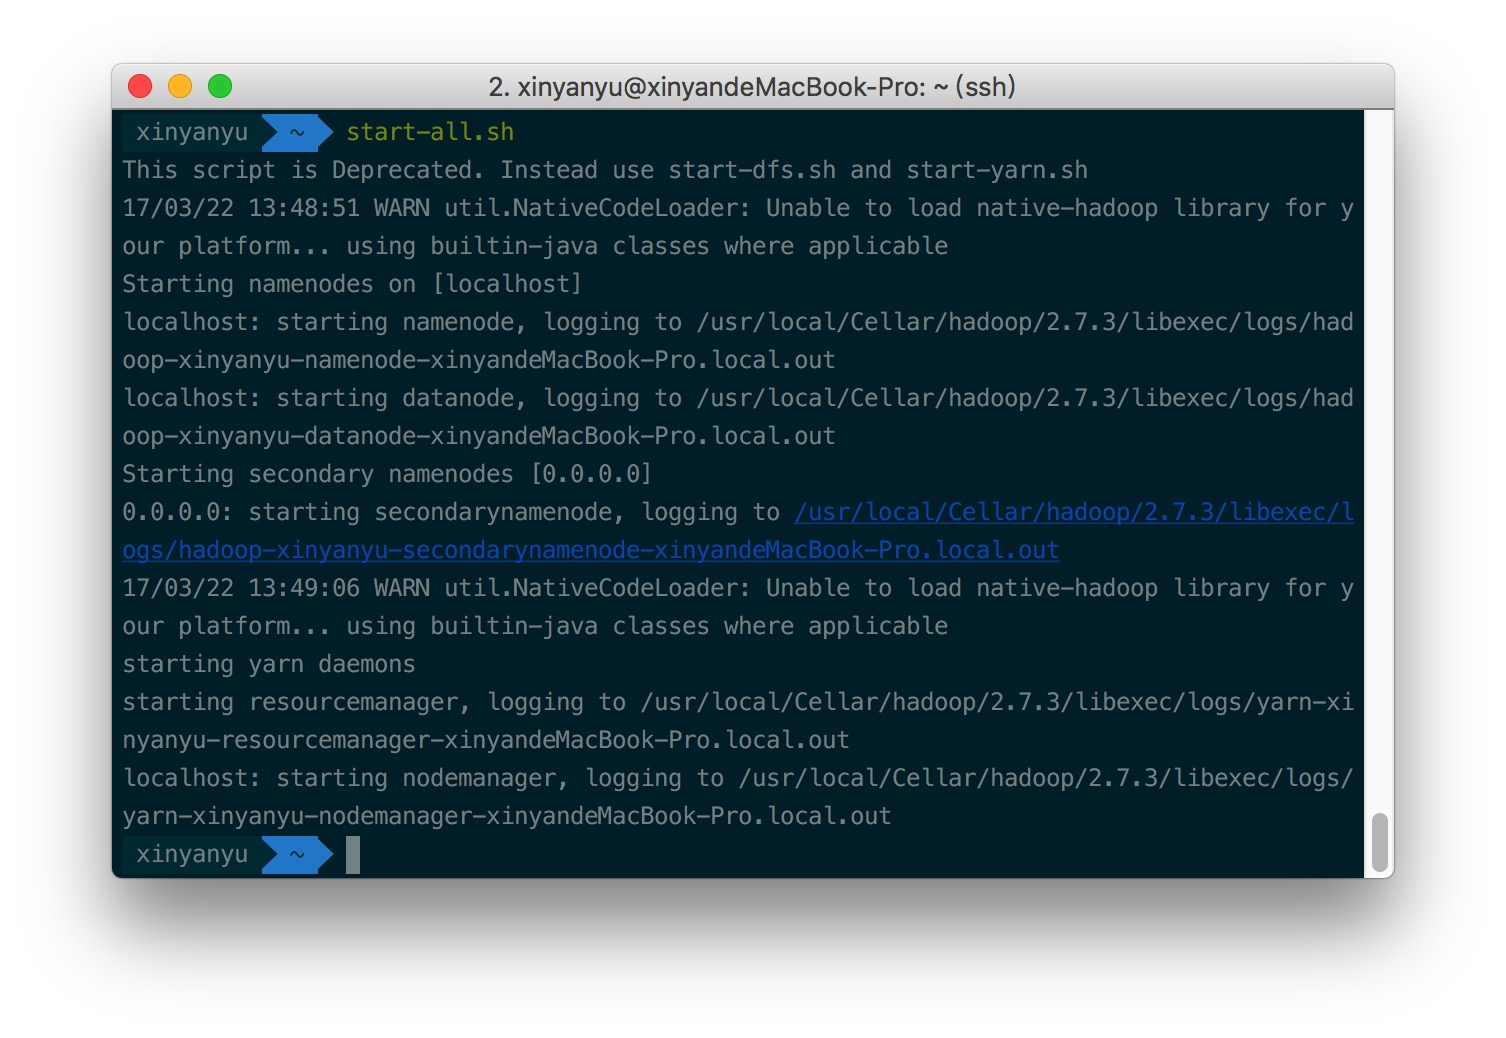 2. xinyanyu@xinyandeMacBook-Pro: ~ (ssh)
xinyanyu ~ start-all.sh
This script is Deprecated. Instead use start-dfs.sh and start-yarn.sh
17/03/22 13:48:51 WARN util.NativeCodeLoader: Unable to load native-hadoop library for y
our platform... using builtin-java classes where applicable
Starting namenodes on [localhost]
localhost: starting namenode, logging to /usr/local/Cellar/hadoop/2.7.3/libexec/logs/had
oop-xinyanyu-namenode-xinyandeMacBook-Pro.local.out
localhost: starting datanode, logging to /usr/local/Cellar/hadoop/2.7.3/libexec/logs/had
oop-xinyanyu-datanode-xinyandeMacBook-Pro.local.out
Starting secondary namenodes [0.0.0.0]
0.0.0.0: starting secondarynamenode, logging to /usr/local/Cellar/hadoop/2.7.3/libexec/l
ogs/hadoop-xinyanyu-secondarynamenode-xinyandeMacBook-Pro.local.out
17/03/22 13:49:06 WARN util.NativeCodeLoader: Unable to load native-hadoop library for y
our platform... using builtin-java classes where applicable
starting yarn daemons
starting resourcemanager, logging to /usr/local/Cellar/hadoop/2.7.3/libexec/logs/yarn-xi
nyanyu-resourcemanager-xinyandeMacBook-Pro.local.out
localhost: starting nodemanager, logging to /usr/local/Cellar/hadoop/2.7.3/libexec/logs/
yarn-xinyanyu-nodemanager-xinyandeMacBook-Pro.local.out
xinyanyu ~